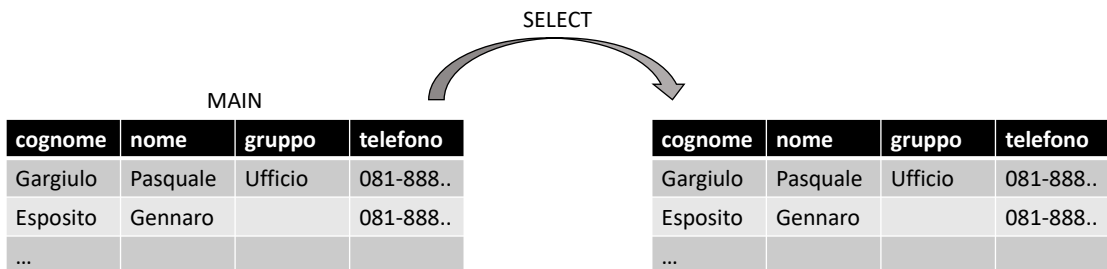 SELECT
MAIN
cognome nome gruppo telefono
Gargiulo Pasquale Ufficio 081-888..
Esposito Gennaro 081-888..
…
cognome nome gruppo telefono
Gargiulo Pasquale Ufficio 081-888..
Esposito Gennaro 081-888..
…